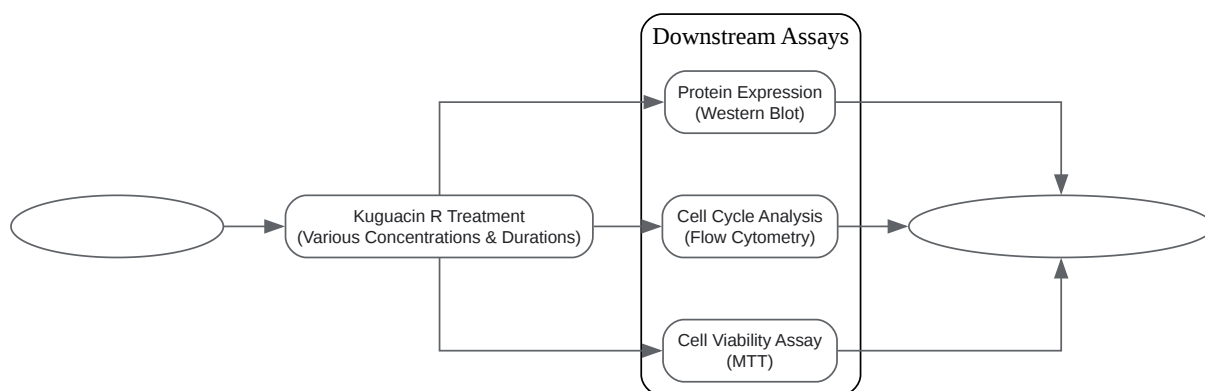 Downstream Assays
Protein Expression
(Western Blot)
Kuguacin R Treatment
(Various Concentrations & Durations)
Cell Cycle Analysis
(Flow Cytometry)
Cell Viability Assay
(MTT)